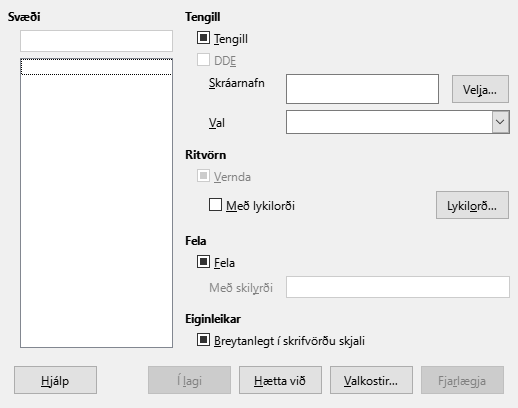 Svæði
Tengill
Tengill
DDE
Skráarnafn
Velja...
Val
Ritvörn
Vernda
Með lykilorði
Lykilorð...
Fela
Fela
Með skilyrði
Eiginleikar
Breytanlegt í skrifvörðu skjali
Hjálp
Í lagi
Hætta við
Valkostir...
Fjarlægja